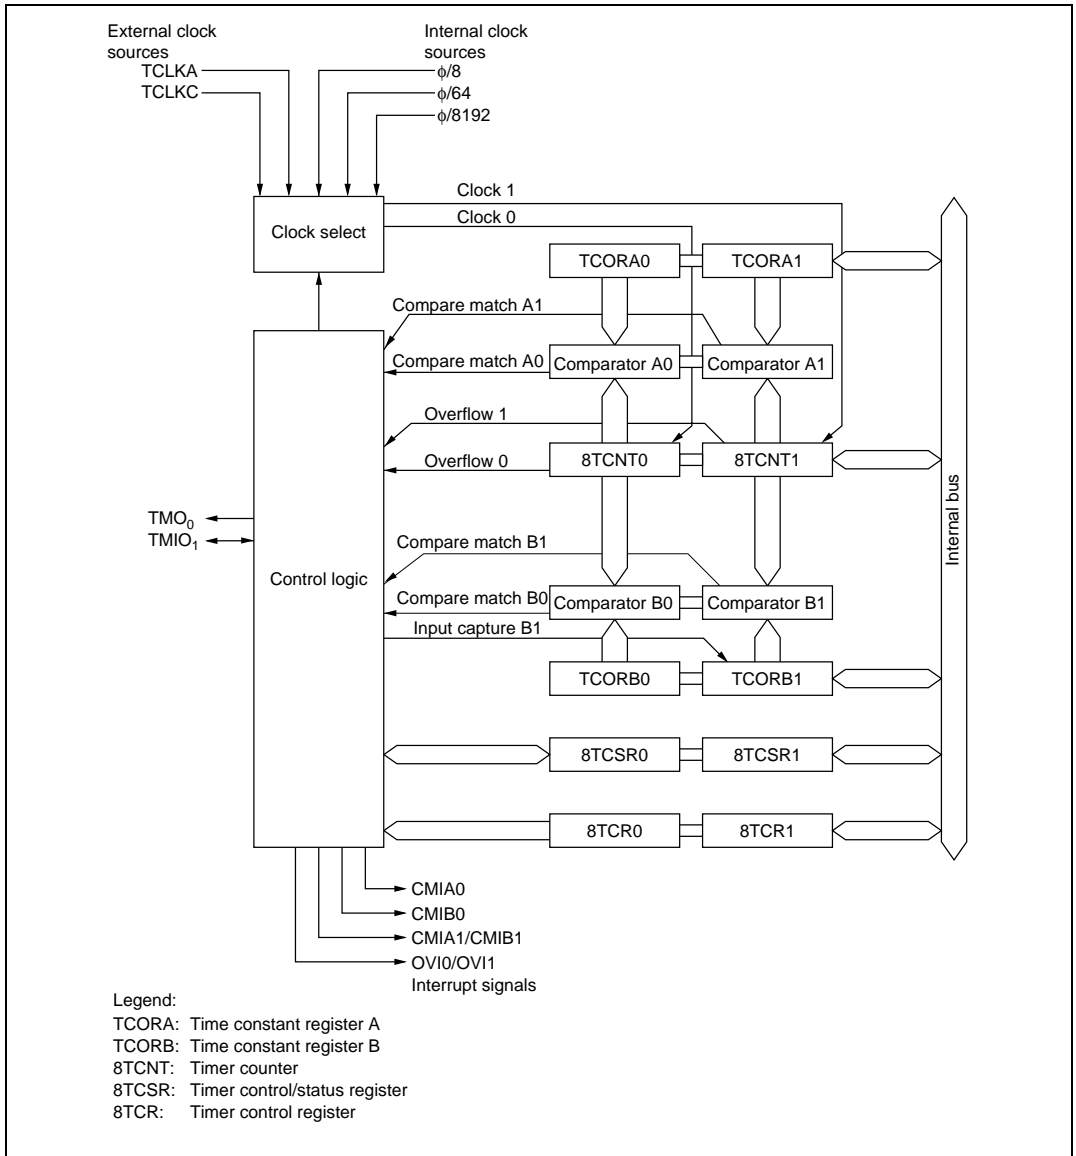 External clock
sources
TCLKA
TCLKC
Internal clock
sources
ϕ/8
ϕ/64
ϕ/8192
Clock select
Clock 1
Clock 0
TCORA0
TCORA1
Compare match A1
Compare match A0
Comparator A0
Comparator A1
Overflow 1
Overflow 0
8TCNT0
8TCNT1
TMO₀
TMIO₁
Control logic
Internal bus
Compare match B1
Compare match B0
Comparator B0
Comparator B1
Input capture B1
TCORB0
TCORB1
8TCSR0
8TCSR1
8TCR0
8TCR1
CMIA0
CMIB0
CMIA1/CMIB1
OVI0/OVI1
Interrupt signals
Legend:
TCORA: Time constant register A
TCORB: Time constant register B
8TCNT: Timer counter
8TCSR: Timer control/status register
8TCR: Timer control register